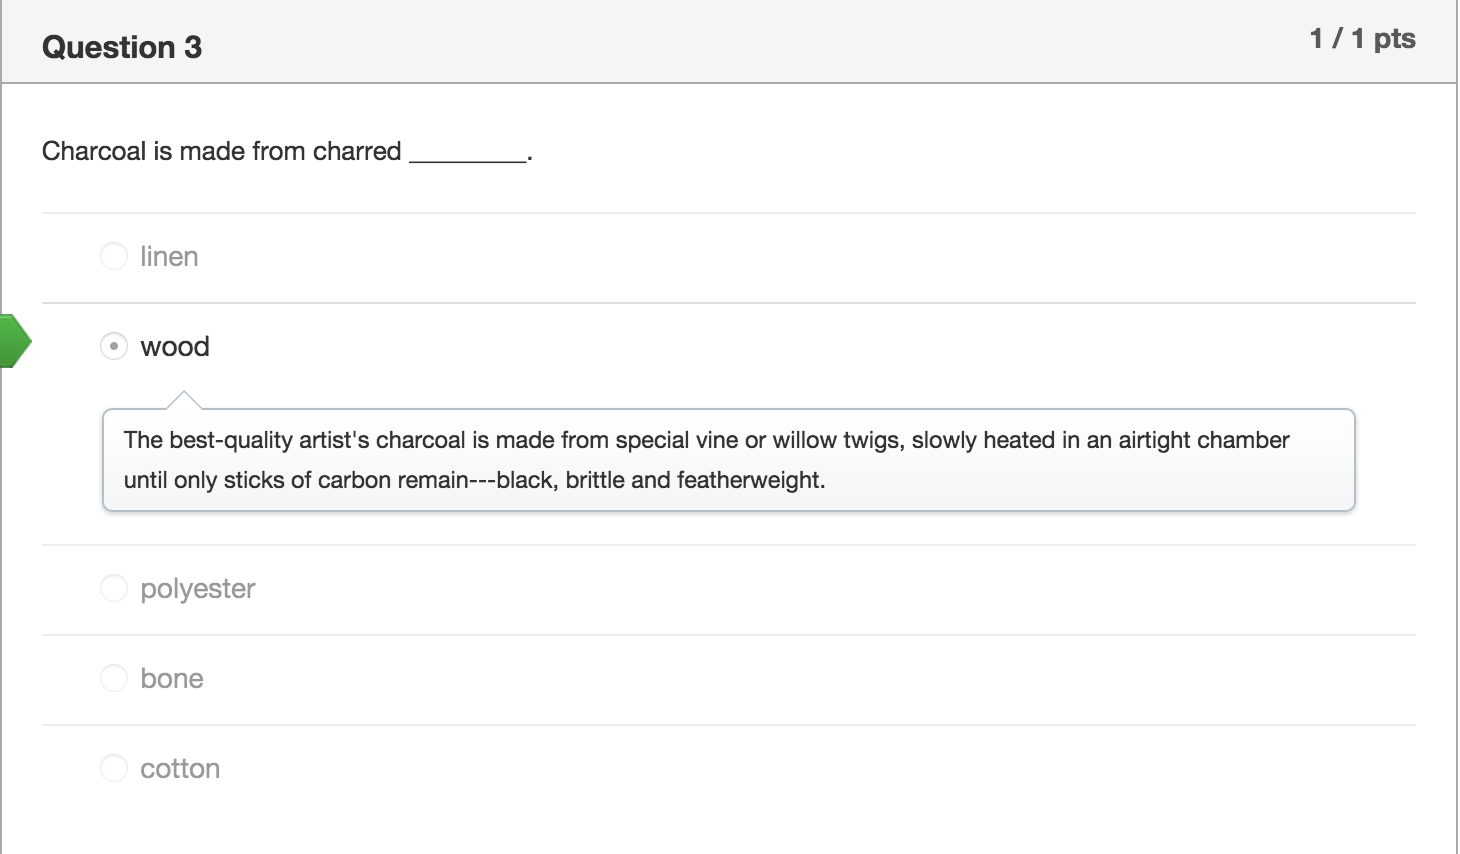 Question 3
1 / 1 pts
Charcoal is made from charred _________.
linen
wood
The best-quality artist's charcoal is made from special vine or willow twigs, slowly heated in an airtight chamber
until only sticks of carbon remain---black, brittle and featherweight.
polyester
bone
cotton